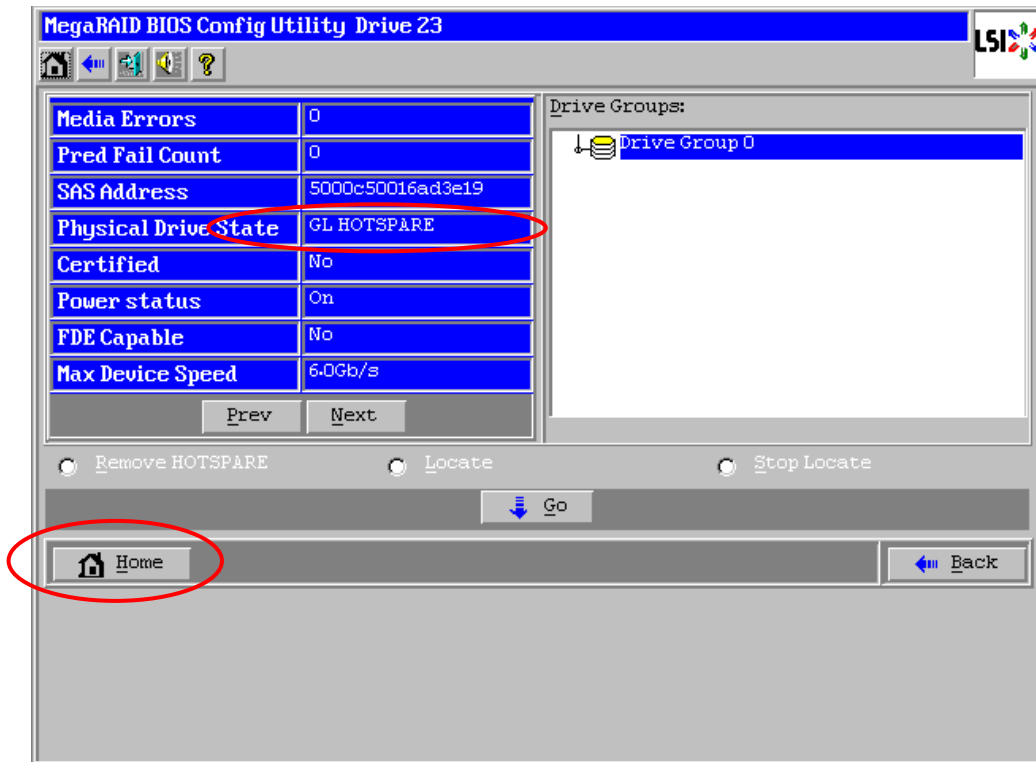 MegaRAID BIOS Config Utility Drive 23
LSI
?
Media Errors 0
Pred Fail Count 0
SAS Address 5000c50016ad3e19
Physical Drive State GL HOTSPARE
Certified No
Power status On
FDE Capable No
Max Device Speed 6.0Gb/s
Prev Next
Drive Groups:
Drive Group 0
Remove HOTSPARE Locate Stop Locate
Go
Home Back